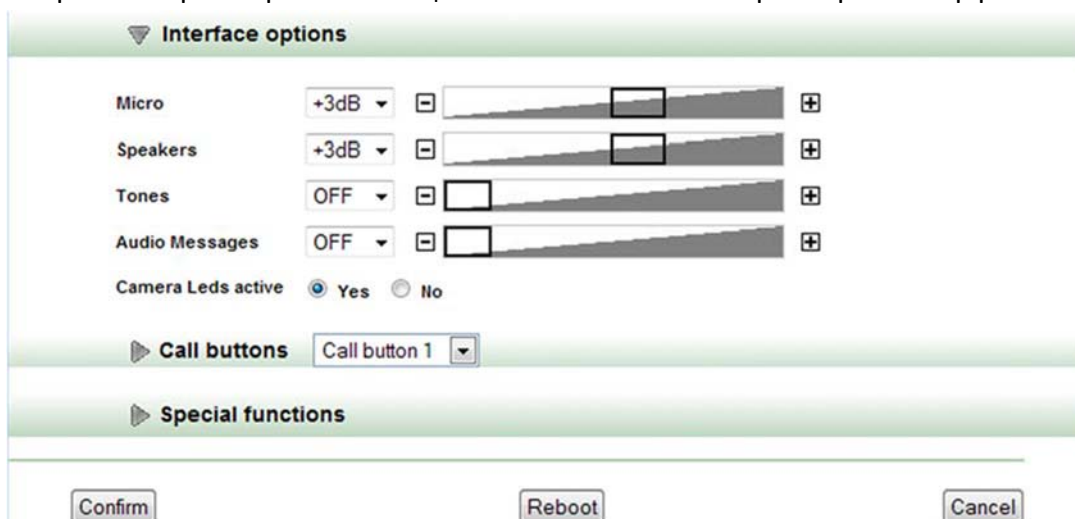 Interface options
Micro +3dB
Speakers +3dB
Tones OFF
Audio Messages OFF
Camera Leds active Yes No
Call buttons Call button 1
Special functions
Confirm Reboot Cancel